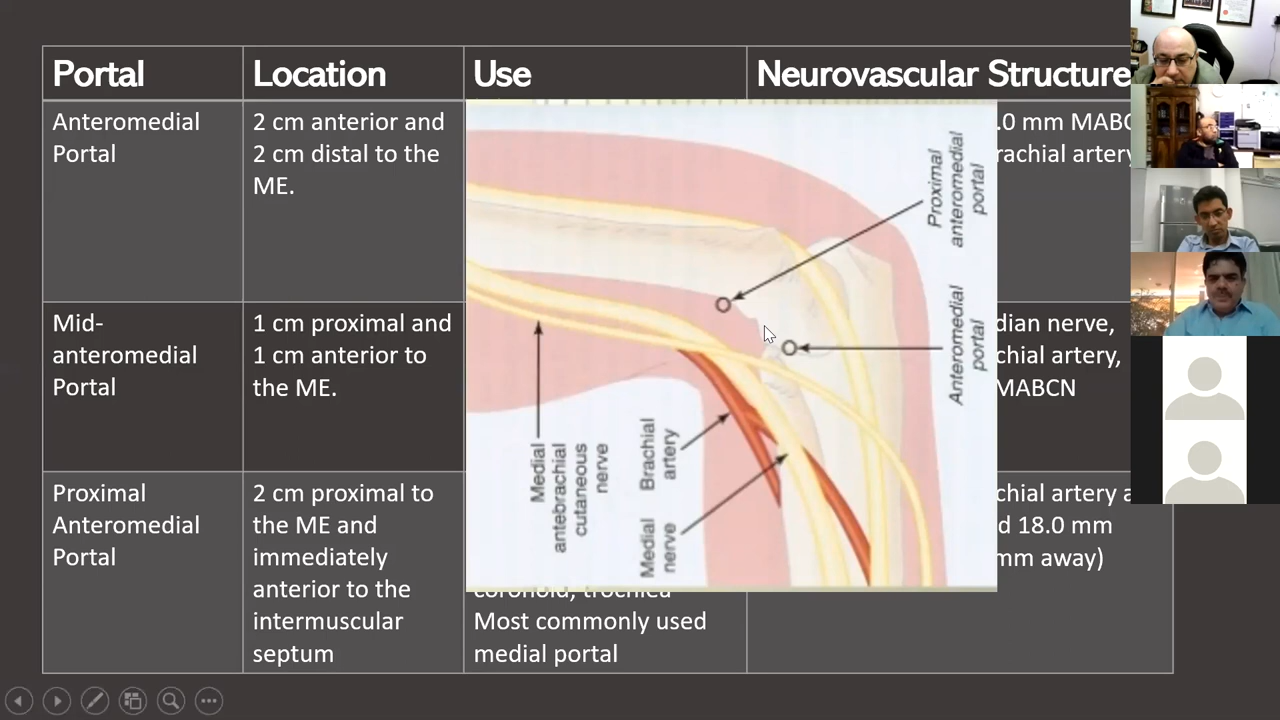 Portal
Location
Use
Neurovascular Structure
Anteromedial
Portal
2 cm anterior and
2 cm distal to the
ME.
.0 mm MABC
rachial artery
Mid-
anteromedial
Portal
1 cm proximal and
1 cm anterior to
the ME.
dian nerve,
chial artery,
MABCN
Proximal
Anteromedial
Portal
2 cm proximal to
the ME and
immediately
anterior to the
intermuscular
septum
coronoid, trochlea
Most commonly used
medial portal
chial artery a
d 18.0 mm
mm away)
Proximal
anteromedial
portal
Anteromedial
portal
Medial
antebrachial
cutaneous
nerve
Brachial
artery
Medial
nerve